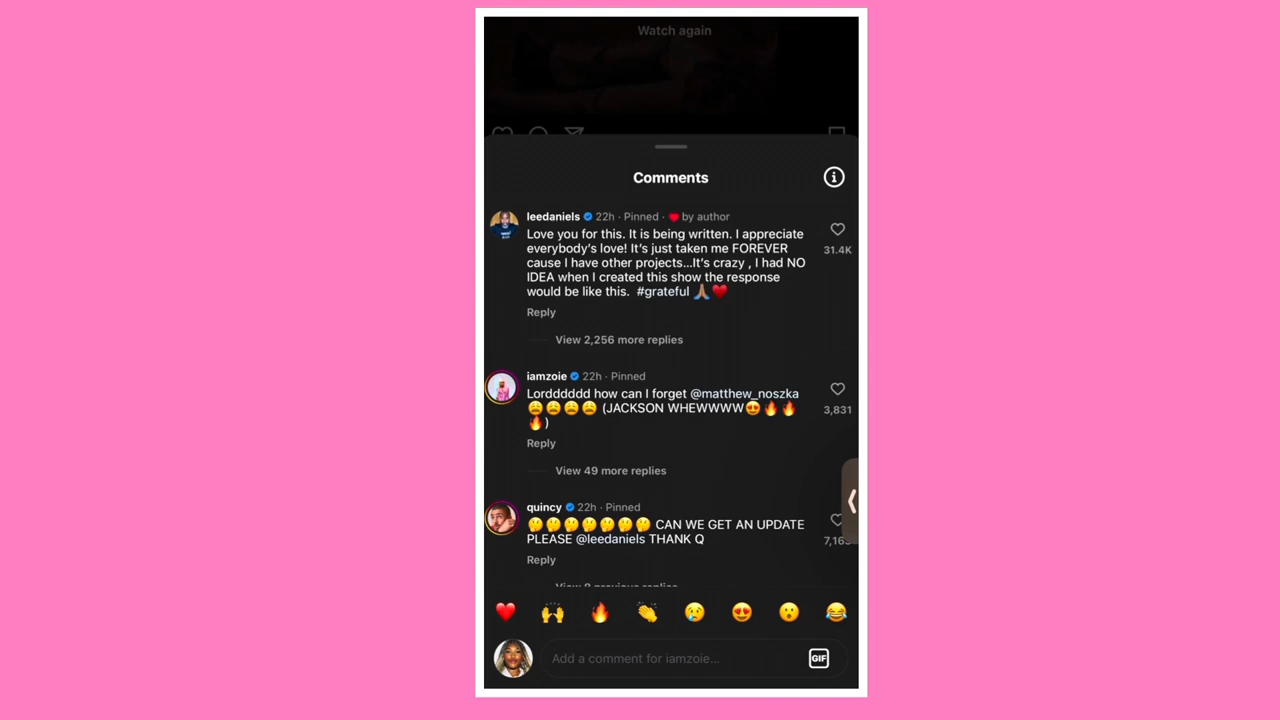 Watch again
Comments
leedaniels 22h · Pinned · ❤️ by author
Love you for this. It is being written. I appreciate
everybody's love! It's just taken me FOREVER
cause I have other projects...It's crazy , I had NO
IDEA when I created this show the response
would be like this. #grateful 🙏🏽❤️
31.4K
Reply
View 2,256 more replies
iamzoie 22h · Pinned
Lordddddd how can I forget @matthew_noszka
😩😩😩😩 (JACKSON WHEWWWW😍🔥🔥
🔥)
3,831
Reply
View 49 more replies
quincy 22h · Pinned
🤔🤔🤔🤔🤔🤔🤔 CAN WE GET AN UPDATE
PLEASE @leedaniels THANK Q
Reply
❤️ 🙌 🔥 👏 😢 😍 😮 😂
Add a comment for iamzoie...
GIF